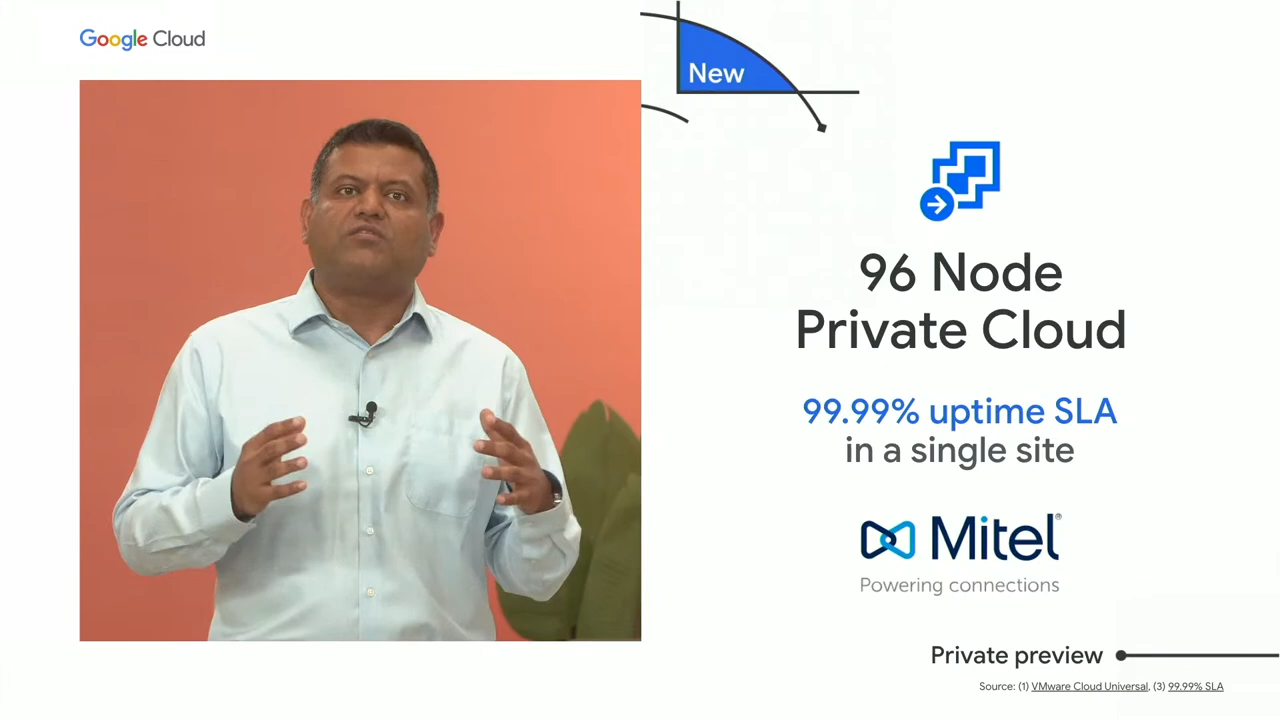 Google Cloud
New
96 Node
Private Cloud
99.99% uptime SLA
in a single site
Mitel®
Powering connections
Private preview
Source: (1) VMware Cloud Universal, (3) 99.99% SLA